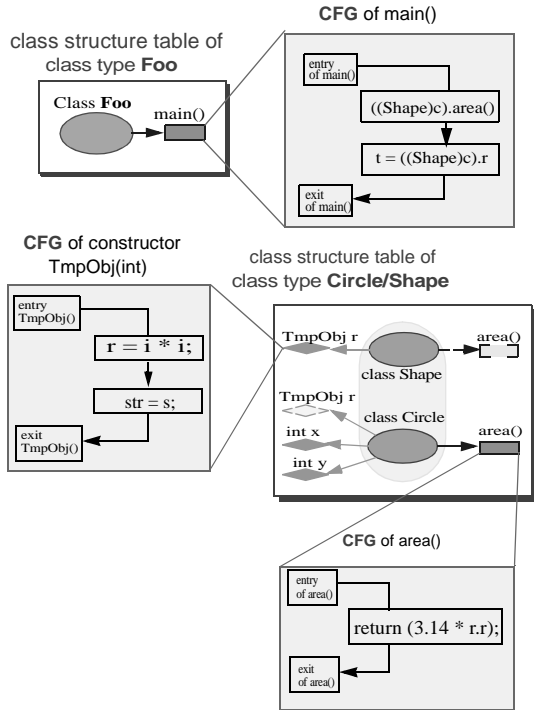 CFG of main()
class structure table of
class type Foo
Class Foo
main()
entry
of main()
((Shape)c).area()
t = ((Shape)c).r
exit
of main()
CFG of constructor
TmpObj(int)
entry
TmpObj()
r = i * i;
str = s;
exit
TmpObj()
class structure table of
class type Circle/Shape
TmpObj r
area()
class Shape
TmpObj r
class Circle
int x
int y
area()
CFG of area()
entry
of area()
return (3.14 * r.r);
exit
of area()